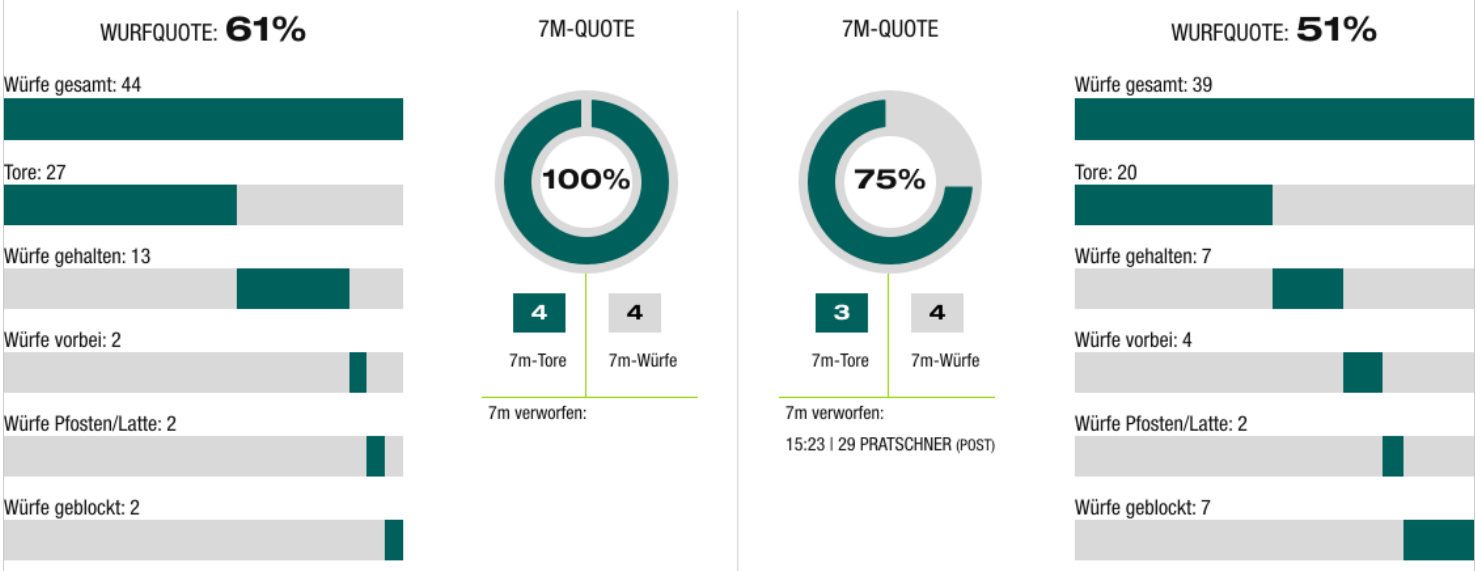 WURFQUOTE: 61%
Würfe gesamt: 44
Tore: 27
Würfe gehalten: 13
Würfe vorbei: 2
Würfe Pfosten/Latte: 2
Würfe geblockt: 2
7M-QUOTE
100%
4 4
7m-Tore 7m-Würfe
7m verworfen:
7M-QUOTE
75%
3 4
7m-Tore 7m-Würfe
7m verworfen:
15:23 | 29 PRATSCHNER (POST)
WURFQUOTE: 51%
Würfe gesamt: 39
Tore: 20
Würfe gehalten: 7
Würfe vorbei: 4
Würfe Pfosten/Latte: 2
Würfe geblockt: 7